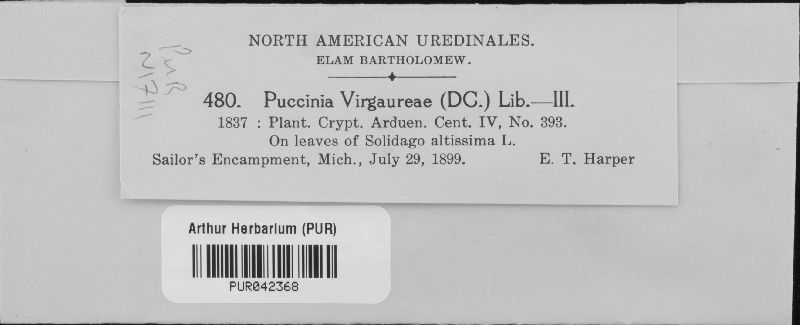 NORTH AMERICAN UREDINALES.
ELAM BARTHOLOMEW.
480. Puccinia Virgaureae (DC.) Lib.—III.
1837 : Plant. Crypt. Arduen. Cent. IV, No. 393.
On leaves of Solidago altissima L.
Sailor's Encampment, Mich., July 29, 1899. E. T. Harper
PUR
N17111
Arthur Herbarium (PUR)
PUR042368